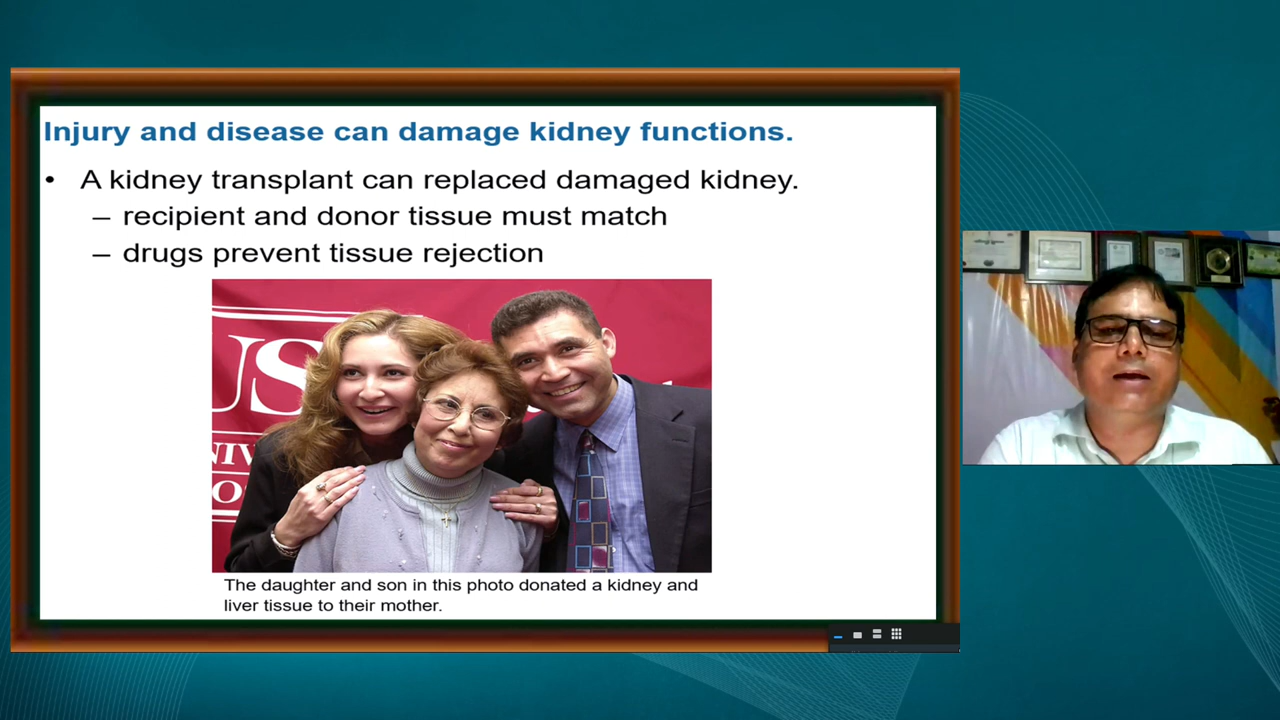 Injury and disease can damage kidney functions.
• A kidney transplant can replaced damaged kidney.
– recipient and donor tissue must match
– drugs prevent tissue rejection
US
The daughter and son in this photo donated a kidney and
liver tissue to their mother.